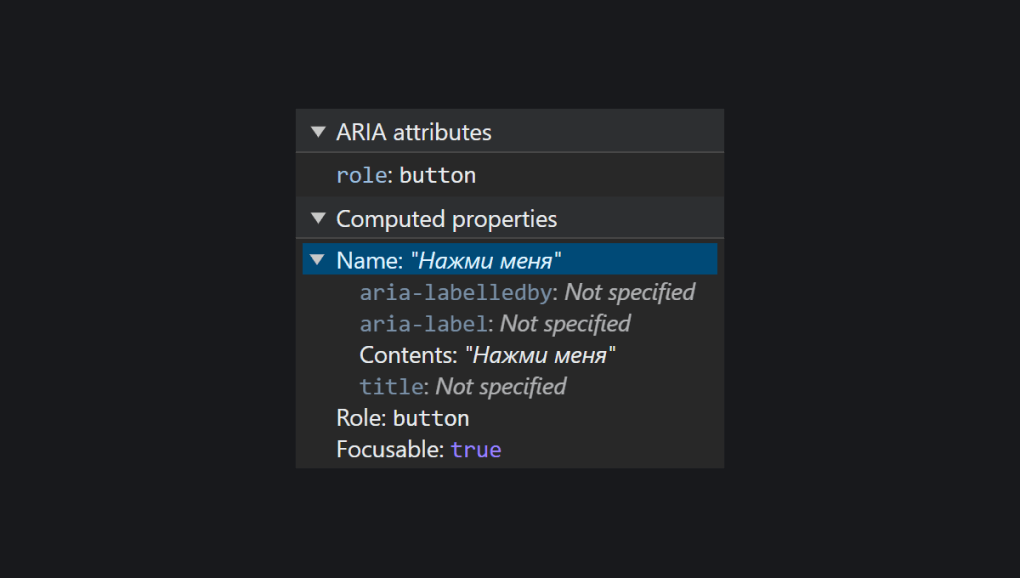 ARIA attributes
role: button
Computed properties
Name: "Нажми меня"
aria-labelledby: Not specified
aria-label: Not specified
Contents: "Нажми меня"
title: Not specified
Role: button
Focusable: true